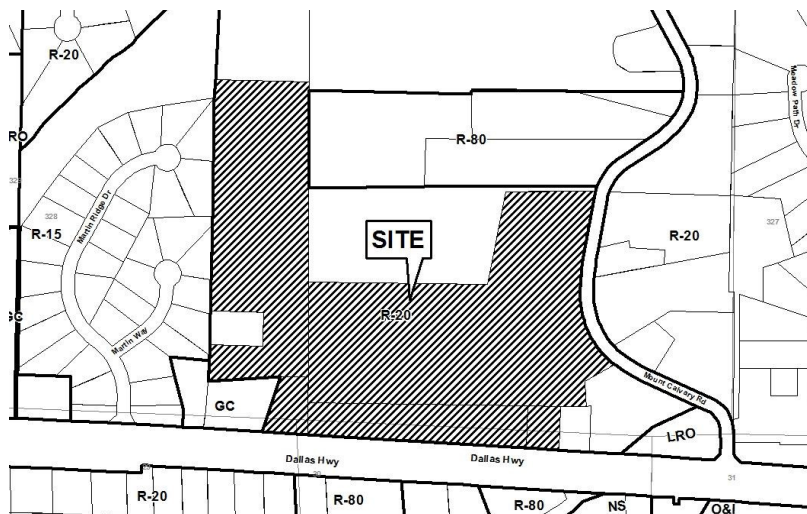 R-20
RO
R-80
Meadow Path Dr
328
R-15
Martin Ridge Dr
SITE
327
R-20
R-20
GC
Martin Way
Mount Calvary Rd
GC
LRO
Dallas Hwy
Dallas Hwy
20
31
R-20
R-80
R-80
NS
O&I